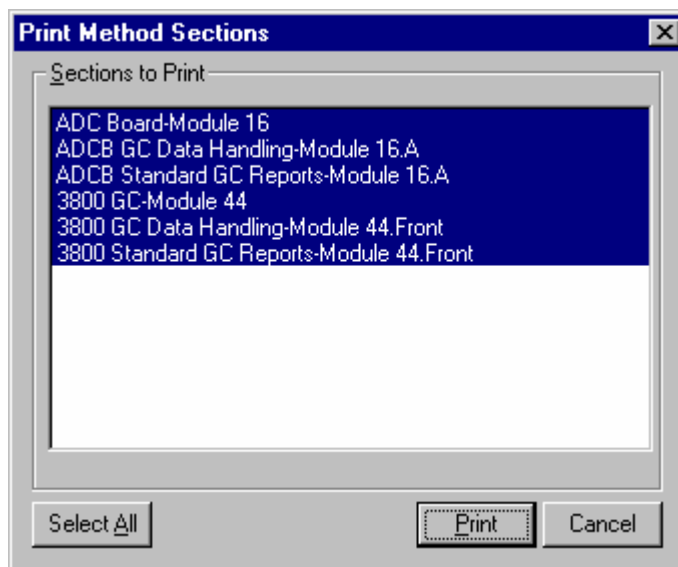 Print Method Sections
Sections to Print
ADC Board-Module 16
ADCB GC Data Handling-Module 16.A
ADCB Standard GC Reports-Module 16.A
3800 GC-Module 44
3800 GC Data Handling-Module 44.Front
3800 Standard GC Reports-Module 44.Front
Select All
Print
Cancel